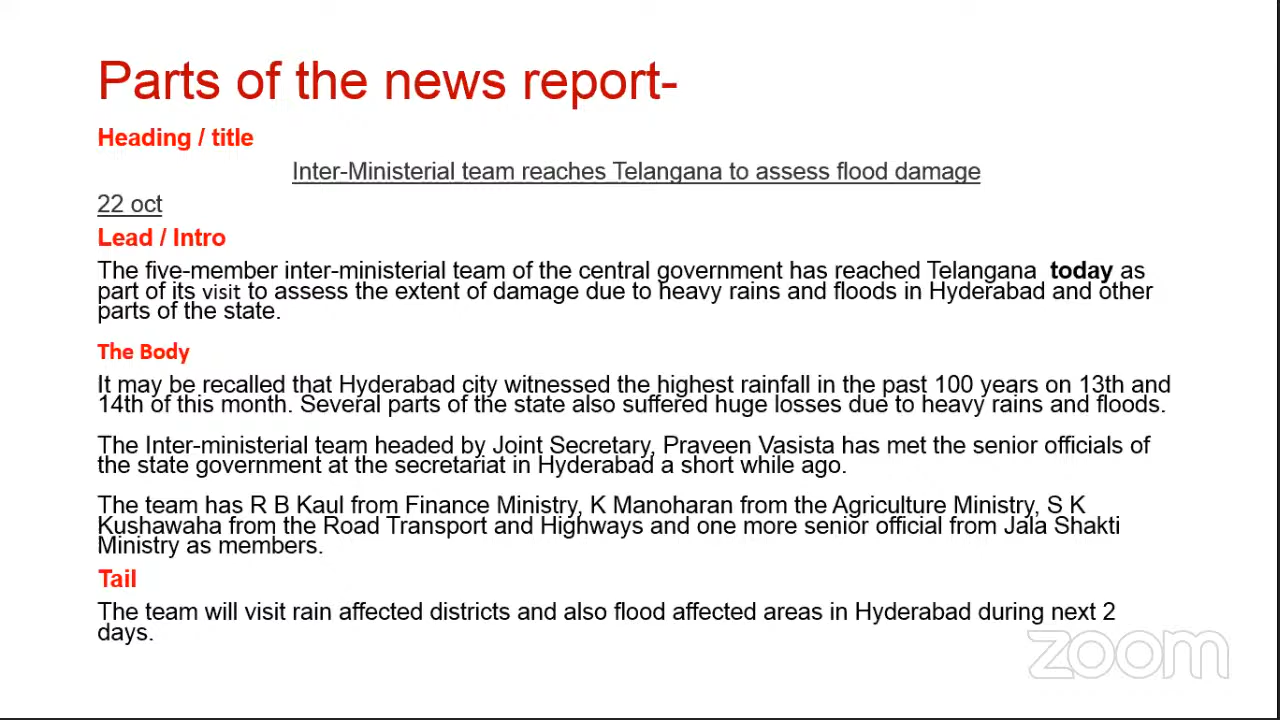 Parts of the news report-
Heading / title
Inter-Ministerial team reaches Telangana to assess flood damage
22 oct
Lead / Intro
The five-member inter-ministerial team of the central government has reached Telangana today as
part of its visit to assess the extent of damage due to heavy rains and floods in Hyderabad and other
parts of the state.
The Body
It may be recalled that Hyderabad city witnessed the highest rainfall in the past 100 years on 13th and
14th of this month. Several parts of the state also suffered huge losses due to heavy rains and floods.
The Inter-ministerial team headed by Joint Secretary, Praveen Vasista has met the senior officials of
the state government at the secretariat in Hyderabad a short while ago.
The team has R B Kaul from Finance Ministry, K Manoharan from the Agriculture Ministry, S K
Kushawaha from the Road Transport and Highways and one more senior official from Jala Shakti
Ministry as members.
Tail
The team will visit rain affected districts and also flood affected areas in Hyderabad during next 2
days.
zoom